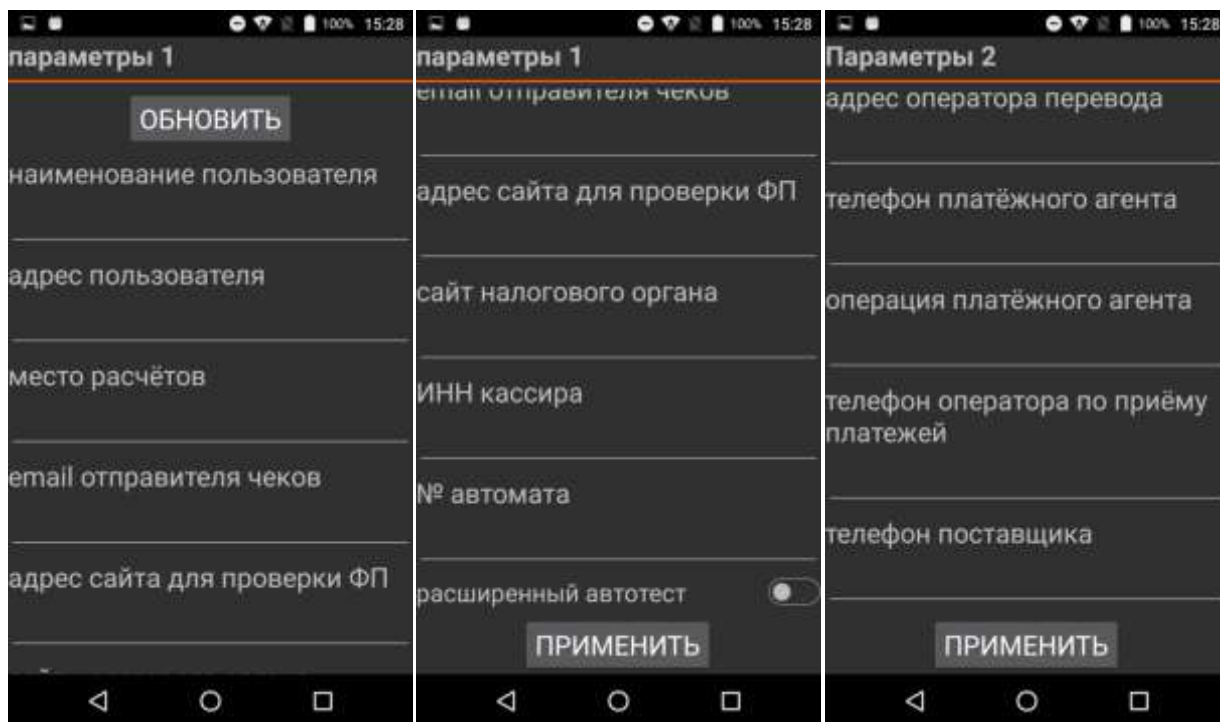 100% 15:28
параметры 1
ОБНОВИТЬ
наименование пользователя
адрес пользователя
место расчётов
email отправителя чеков
адрес сайта для проверки ФП
100% 15:28
параметры 1
email отправителя чеков
адрес сайта для проверки ФП
сайт налогового органа
ИНН кассира
№ автомата
расширенный автотест
ПРИМЕНИТЬ
100% 15:28
Параметры 2
адрес оператора перевода
телефон платёжного агента
операция платёжного агента
телефон оператора по приёму
платежей
телефон поставщика
ПРИМЕНИТЬ